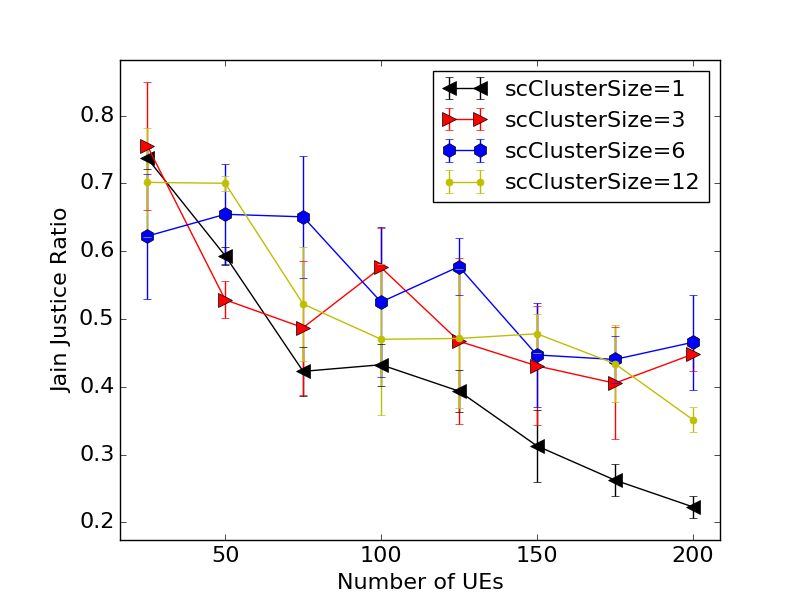 scClusterSize=1
scClusterSize=3
scClusterSize=6
scClusterSize=12
Jain Justice Ratio
0.8
0.7
0.6
0.5
0.4
0.3
0.2
50
100
150
200
Number of UEs